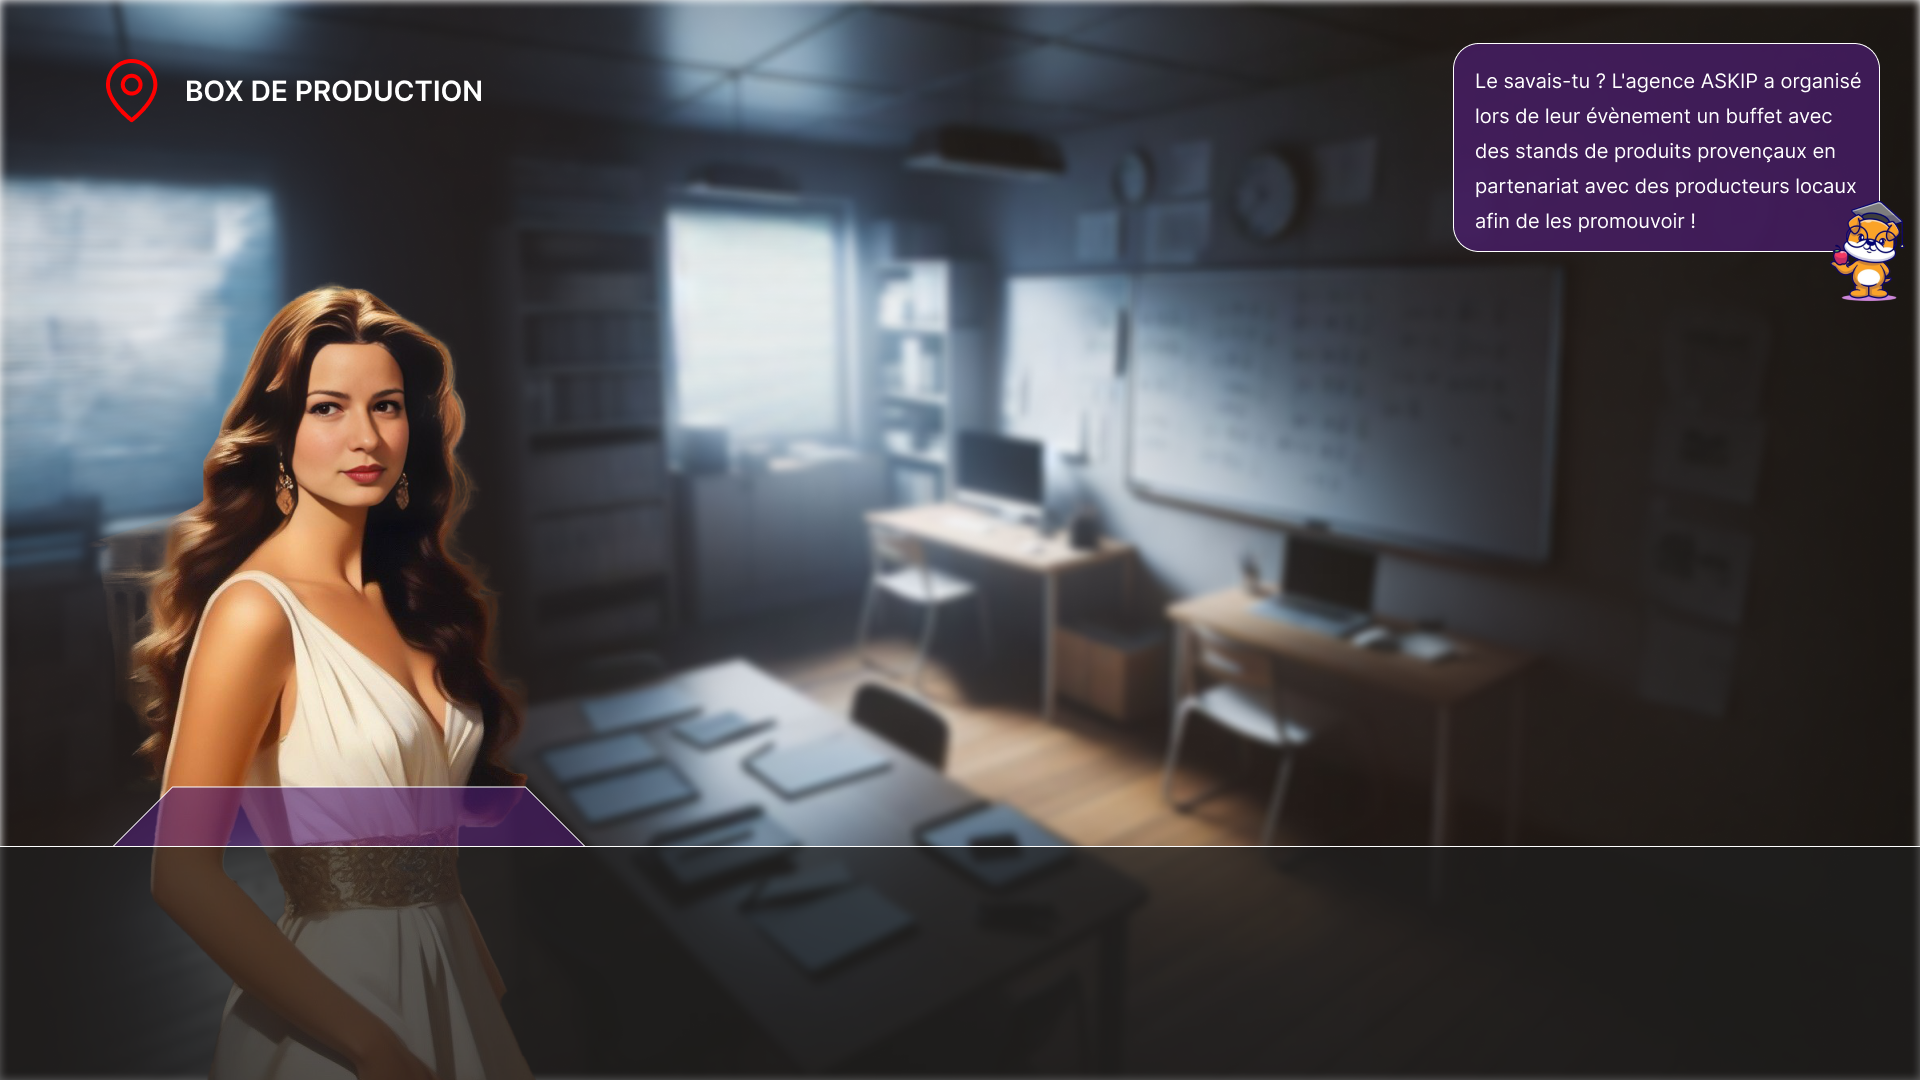 BOX DE PRODUCTION
Le savais-tu ? L'agence ASKIP a organisé
lors de leur évènement un buffet avec
des stands de produits provençaux en
partenariat avec des producteurs locaux
afin de les promouvoir !